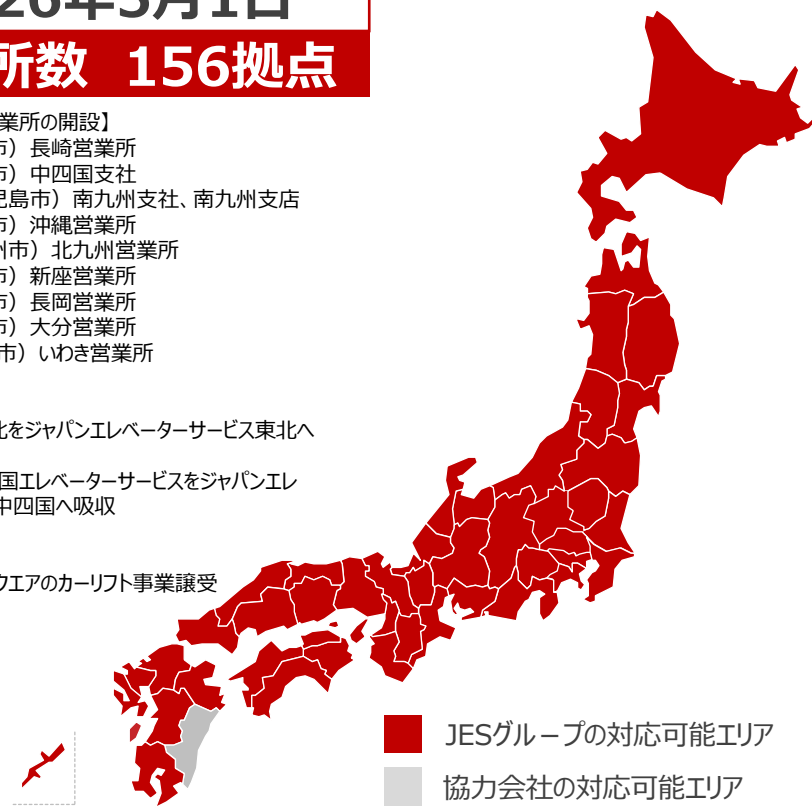 26年5月1日
所数 156拠点
業所の開設】
市）長崎営業所
市）中四国支社
児島市）南九州支社、南九州支店
市）沖縄営業所
州市）北九州営業所
市）新座営業所
市）長岡営業所
市）大分営業所
市）いわき営業所
北をジャパンエレベーターサービス東北へ
国エレベーターサービスをジャパンエレ
中四国へ吸収
ウエアのカーリフト事業譲受
JESグループの対応可能エリア
協力会社の対応可能エリア